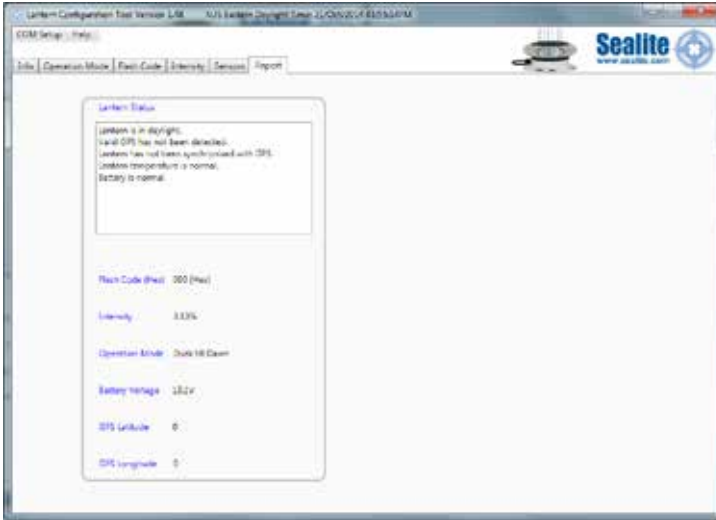 Lantern Configuration Tool Version
COM Setup Help
Sealite
www.sealite.com
Info Operation Mode Flash Code Intensity Sensors Report
Lantern Status
Lantern is in daylight.
Valid GPS has not been detected.
Lantern has not been synchronised with GPS.
Lantern temperature is normal.
Battery is normal.
Flash Code (Hex) 000 (Hex)
Intensity
Operation Mode Dusk till Dawn
Battery Voltage
GPS Latitude 0
GPS Longitude 0